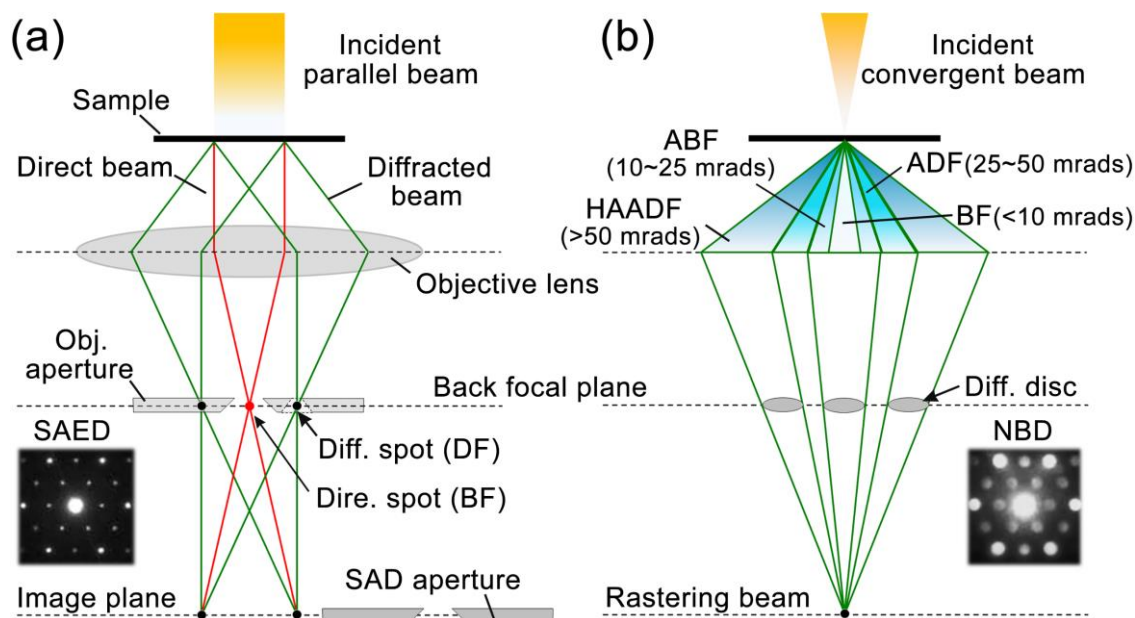 (a)
Incident
parallel beam
Sample
Direct beam
Diffracted
beam
Objective lens
Obj.
aperture
Back focal plane
SAED
Diff. spot (DF)
Dire. spot (BF)
SAD aperture
Image plane
(b)
Incident
convergent beam
ABF
(10~25 mrads)
ADF(25~50 mrads)
HAADF
(>50 mrads)
BF(<10 mrads)
Diff. disc
NBD
Rastering beam